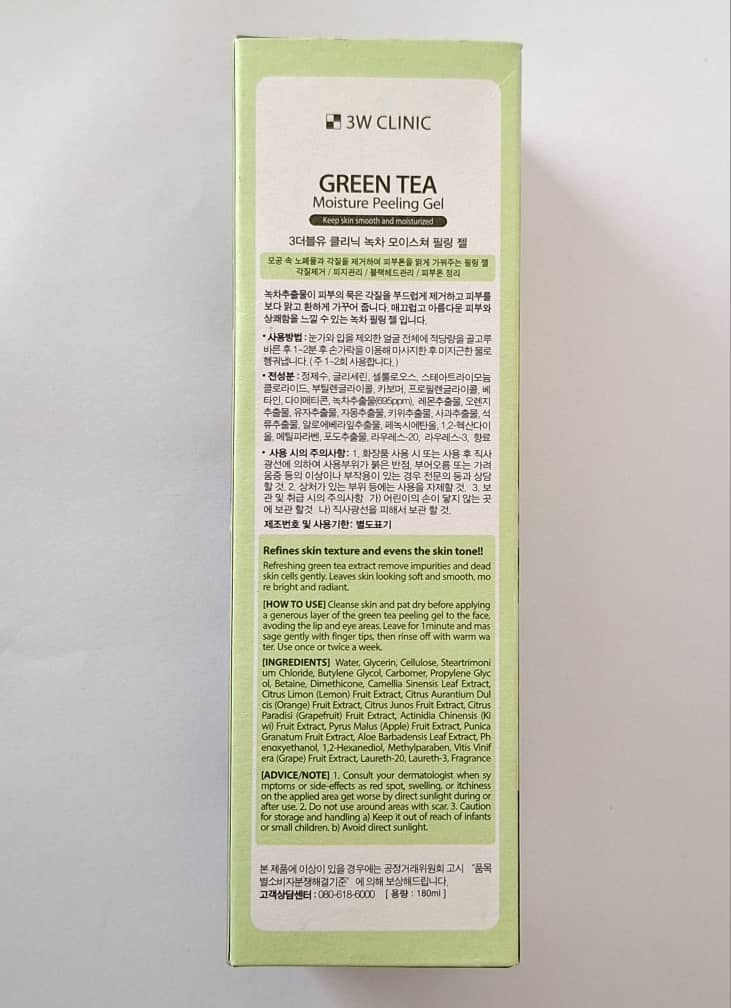 3W CLINIC
GREEN TEA
Moisture Peeling Gel
Keep skin smooth and moisturized
3더블유 클리닉 녹차 모이스쳐 필링 젤
모공 속 노폐물과 각질을 제거하여 피부톤을 맑게 가꿔주는 필링 젤
각질제거 / 피지관리 / 블랙헤드관리 / 피부톤 정리
녹차추출물이 피부의 묵은 각질을 부드럽게 제거하고 피부를
보다 맑고 환하게 가꾸어 줍니다. 매끄럽고 아름다운 피부와
상쾌함을 느낄 수 있는 녹차 필링 젤 입니다.
• 사용방법 : 눈가와 입을 제외한 얼굴 전체에 적당량을 골고루
바른 후 1~2분 후 손가락을 이용해 마사지한 후 미지근한 물로
헹궈냅니다. ( 주 1~2회 사용합니다. )
• 전성분 : 정제수, 글리세린, 셀룰로오스, 스테아트라이모늄
클로라이드, 부틸렌글라이콜, 카보머, 프로필렌글라이콜, 베
타인, 다이메티콘, 녹차추출물(695ppm), 레몬추출물, 오렌지
추출물, 유자추출물, 자몽추출물, 키위추출물, 사과추출물, 석
류추출물, 알로에베라잎추출물, 페녹시에탄올, 1,2-헥산다이
올, 메틸파라벤, 포도추출물, 라우레스-20, 라우레스-3, 향료
• 사용 시의 주의사항 : 1. 화장품 사용 시 또는 사용 후 직사
광선에 의하여 사용부위가 붉은 반점, 부어오름 또는 가려
움증 등의 이상이나 부작용이 있는 경우 전문의 등과 상담
할 것. 2. 상처가 있는 부위 등에는 사용을 자제할 것. 3. 보
관 및 취급 시의 주의사항 가) 어린이의 손이 닿지 않는 곳
에 보관 할것 나) 직사광선을 피해서 보관 할 것.
제조번호 및 사용기한 : 별도표기
Refines skin texture and evens the skin tone!!
Refreshing green tea extract remove impurities and dead
skin cells gently. Leaves skin looking soft and smooth, mo
re bright and radiant.
[HOW TO USE] Cleanse skin and pat dry before applying
a generous layer of the green tea peeling gel to the face,
avoding the lip and eye areas. Leave for 1minute and mas
sage gently with finger tips, then rinse off with warm wa
ter. Use once or twice a week.
[INGREDIENTS] Water, Glycerin, Cellulose, Steartrimoni
um Chloride, Butylene Glycol, Carbomer, Propylene Glyc
ol, Betaine, Dimethicone, Camellia Sinensis Leaf Extract,
Citrus Limon (Lemon) Fruit Extract, Citrus Aurantium Dul
cis (Orange) Fruit Extract, Citrus Junos Fruit Extract, Citrus
Paradisi (Grapefruit) Fruit Extract, Actinidia Chinensis (Ki
wi) Fruit Extract, Pyrus Malus (Apple) Fruit Extract, Punica
Granatum Fruit Extract, Aloe Barbadensis Leaf Extract, Ph
enoxyethanol, 1,2-Hexanediol, Methylparaben, Vitis Vinif
era (Grape) Fruit Extract, Laureth-20, Laureth-3, Fragrance
[ADVICE/NOTE] 1. Consult your dermatologist when sy
mptoms or side-effects as red spot, swelling, or itchiness
on the applied area get worse by direct sunlight during or
after use. 2. Do not use around areas with scar. 3. Caution
for storage and handling a) Keep it out of reach of infants
or small children. b) Avoid direct sunlight.
본 제품에 이상이 있을 경우에는 공정거래위원회 고시 "품목
별소비자분쟁해결기준" 에 의해 보상해드립니다.
고객상담센터 : 080-618-6000 [ 용량 : 180ml ]